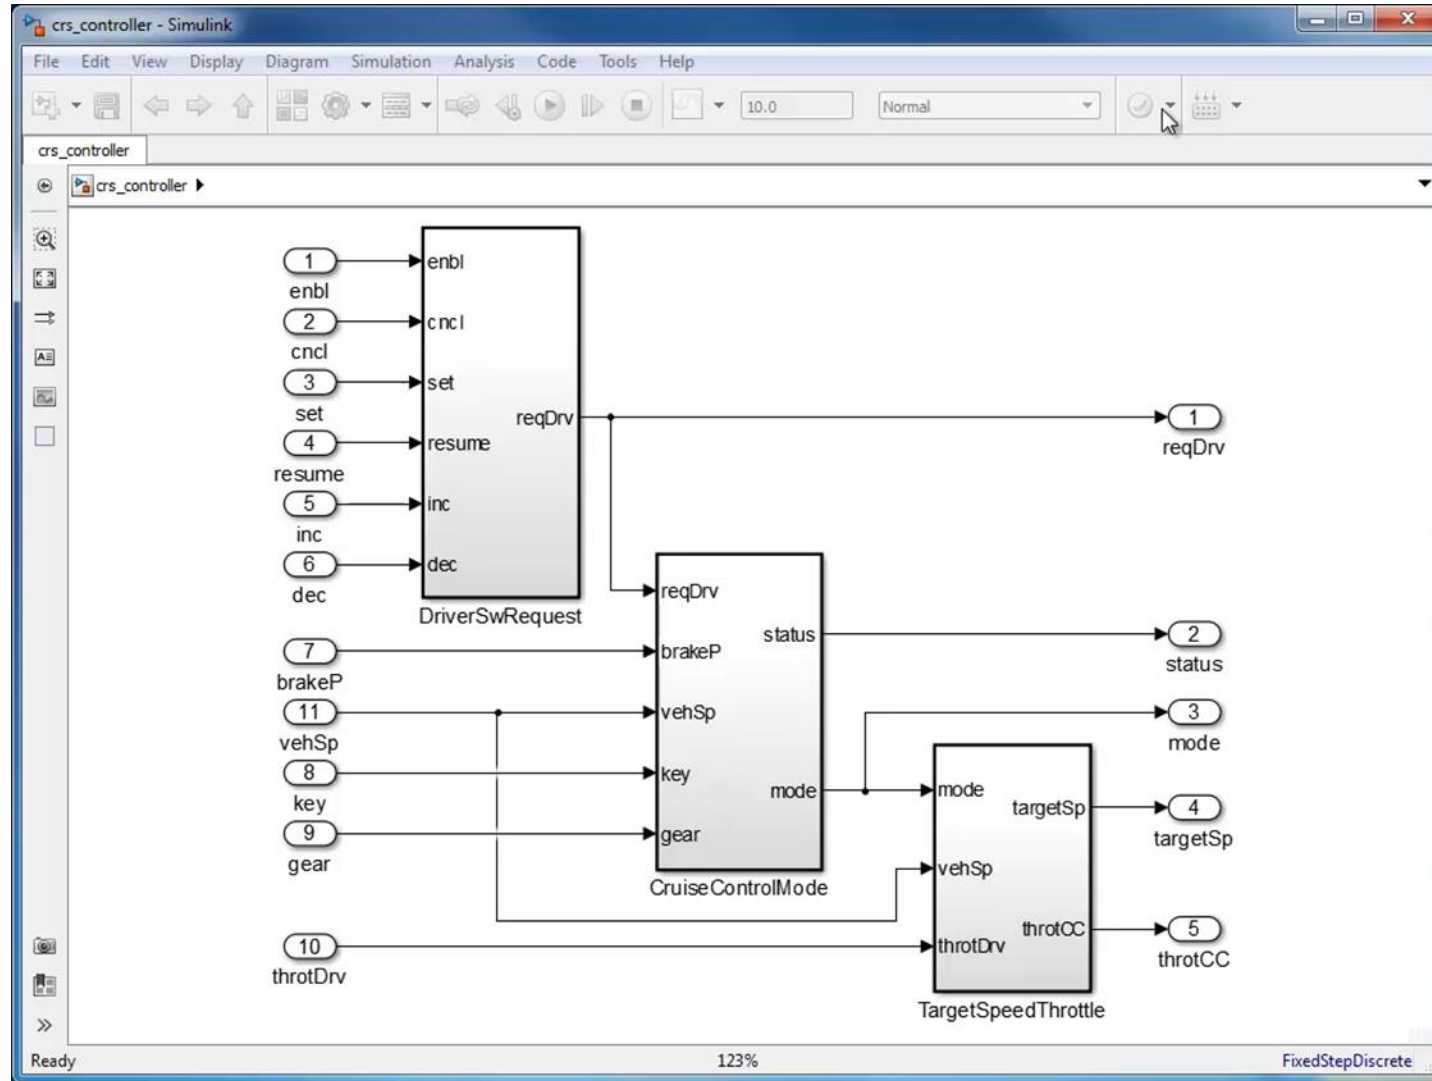 crs_controller - Simulink
File Edit View Display Diagram Simulation Analysis Code Tools Help
10.0 Normal
crs_controller
crs_controller
1 enbl
enbl
2 cncl
cncl
3 set
set
reqDrv 1
4 resume
reqDrv
resume
5 inc
inc
6 dec
dec
reqDrv
DriverSwRequest
status 2
7 brakeP
status
brakeP
11 vehSp 3
vehSp mode
8 key
mode mode
key targetSp 4
9 gear
targetSp
gear
vehSp
CruiseControlMode
throtCC 5
10 throtDrv
throtCC
throtDrv
TargetSpeedThrottle
Ready 123% FixedStepDiscrete